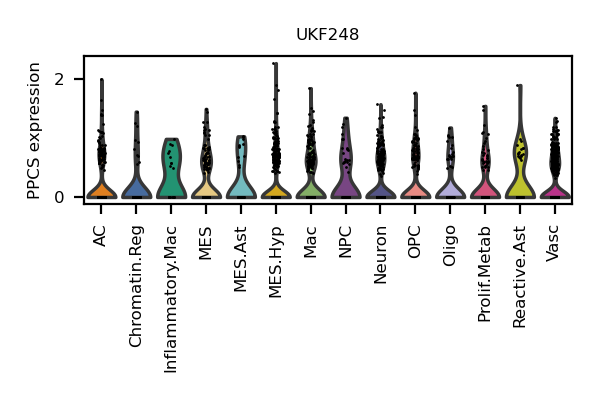 UKF248
PPCS expression
2
0
AC
Chromatin.Reg
Inflammatory.Mac
MES
MES.Ast
MES.Hyp
Mac
NPC
Neuron
OPC
Oligo
Prolif.Metab
Reactive.Ast
Vasc